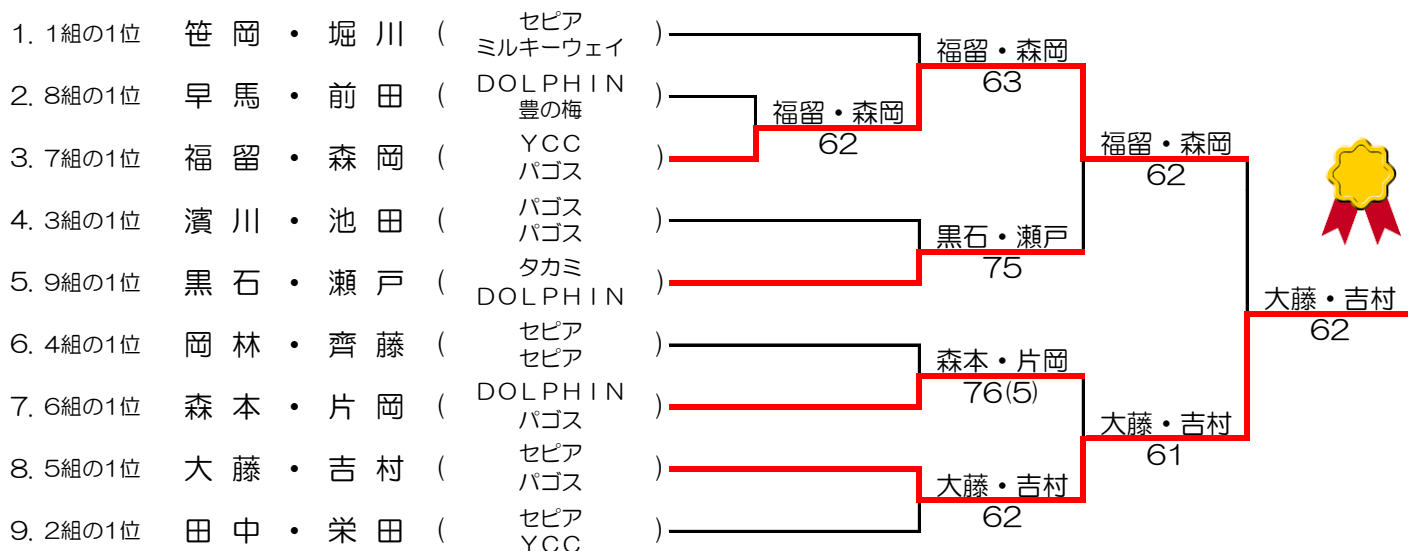 1. 1組の1位 笹岡・堀川 ( セピア ミルキーウェイ )
2. 8組の1位 早馬・前田 ( ＤＯＬＰＨＩＮ 豊の梅 )
3. 7組の1位 福留・森岡 ( ＹＣＣ パゴス )
4. 3組の1位 濱川・池田 ( パゴス パゴス )
5. 9組の1位 黒石・瀬戸 ( タカミ ＤＯＬＰＨＩＮ )
6. 4組の1位 岡林・齊藤 ( セピア セピア )
7. 6組の1位 森本・片岡 ( ＤＯＬＰＨＩＮ パゴス )
8. 5組の1位 大藤・吉村 ( セピア パゴス )
9. 2組の1位 田中・栄田 ( セピア ＹＣＣ )
福留・森岡
62
福留・森岡
63
黒石・瀬戸
75
森本・片岡
76(5)
大藤・吉村
62
福留・森岡
62
大藤・吉村
61
大藤・吉村
62